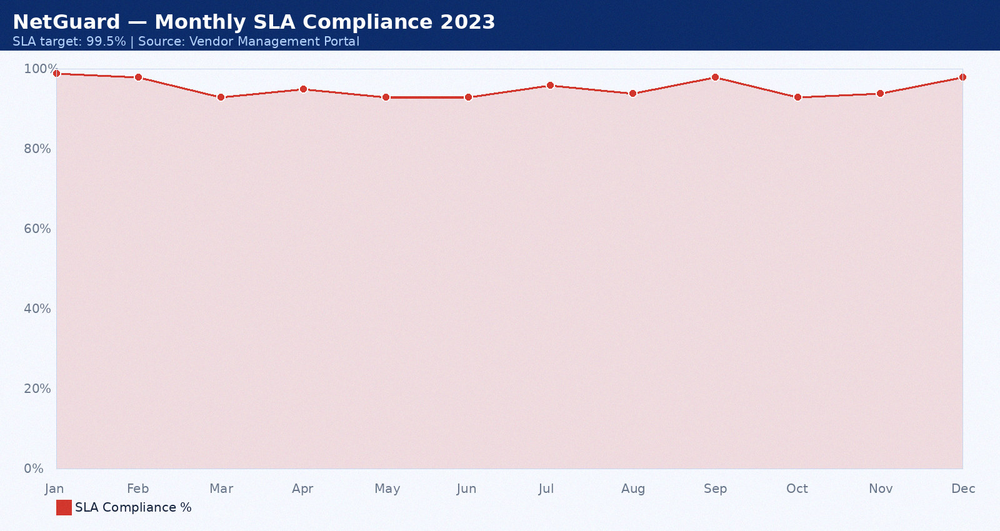 NetGuard — Monthly SLA Compliance 2023
SLA target: 99.5% | Source: Vendor Management Portal
100%
80%
60%
40%
20%
0%
Jan Feb Mar Apr May Jun Jul Aug Sep Oct Nov Dec
SLA Compliance %